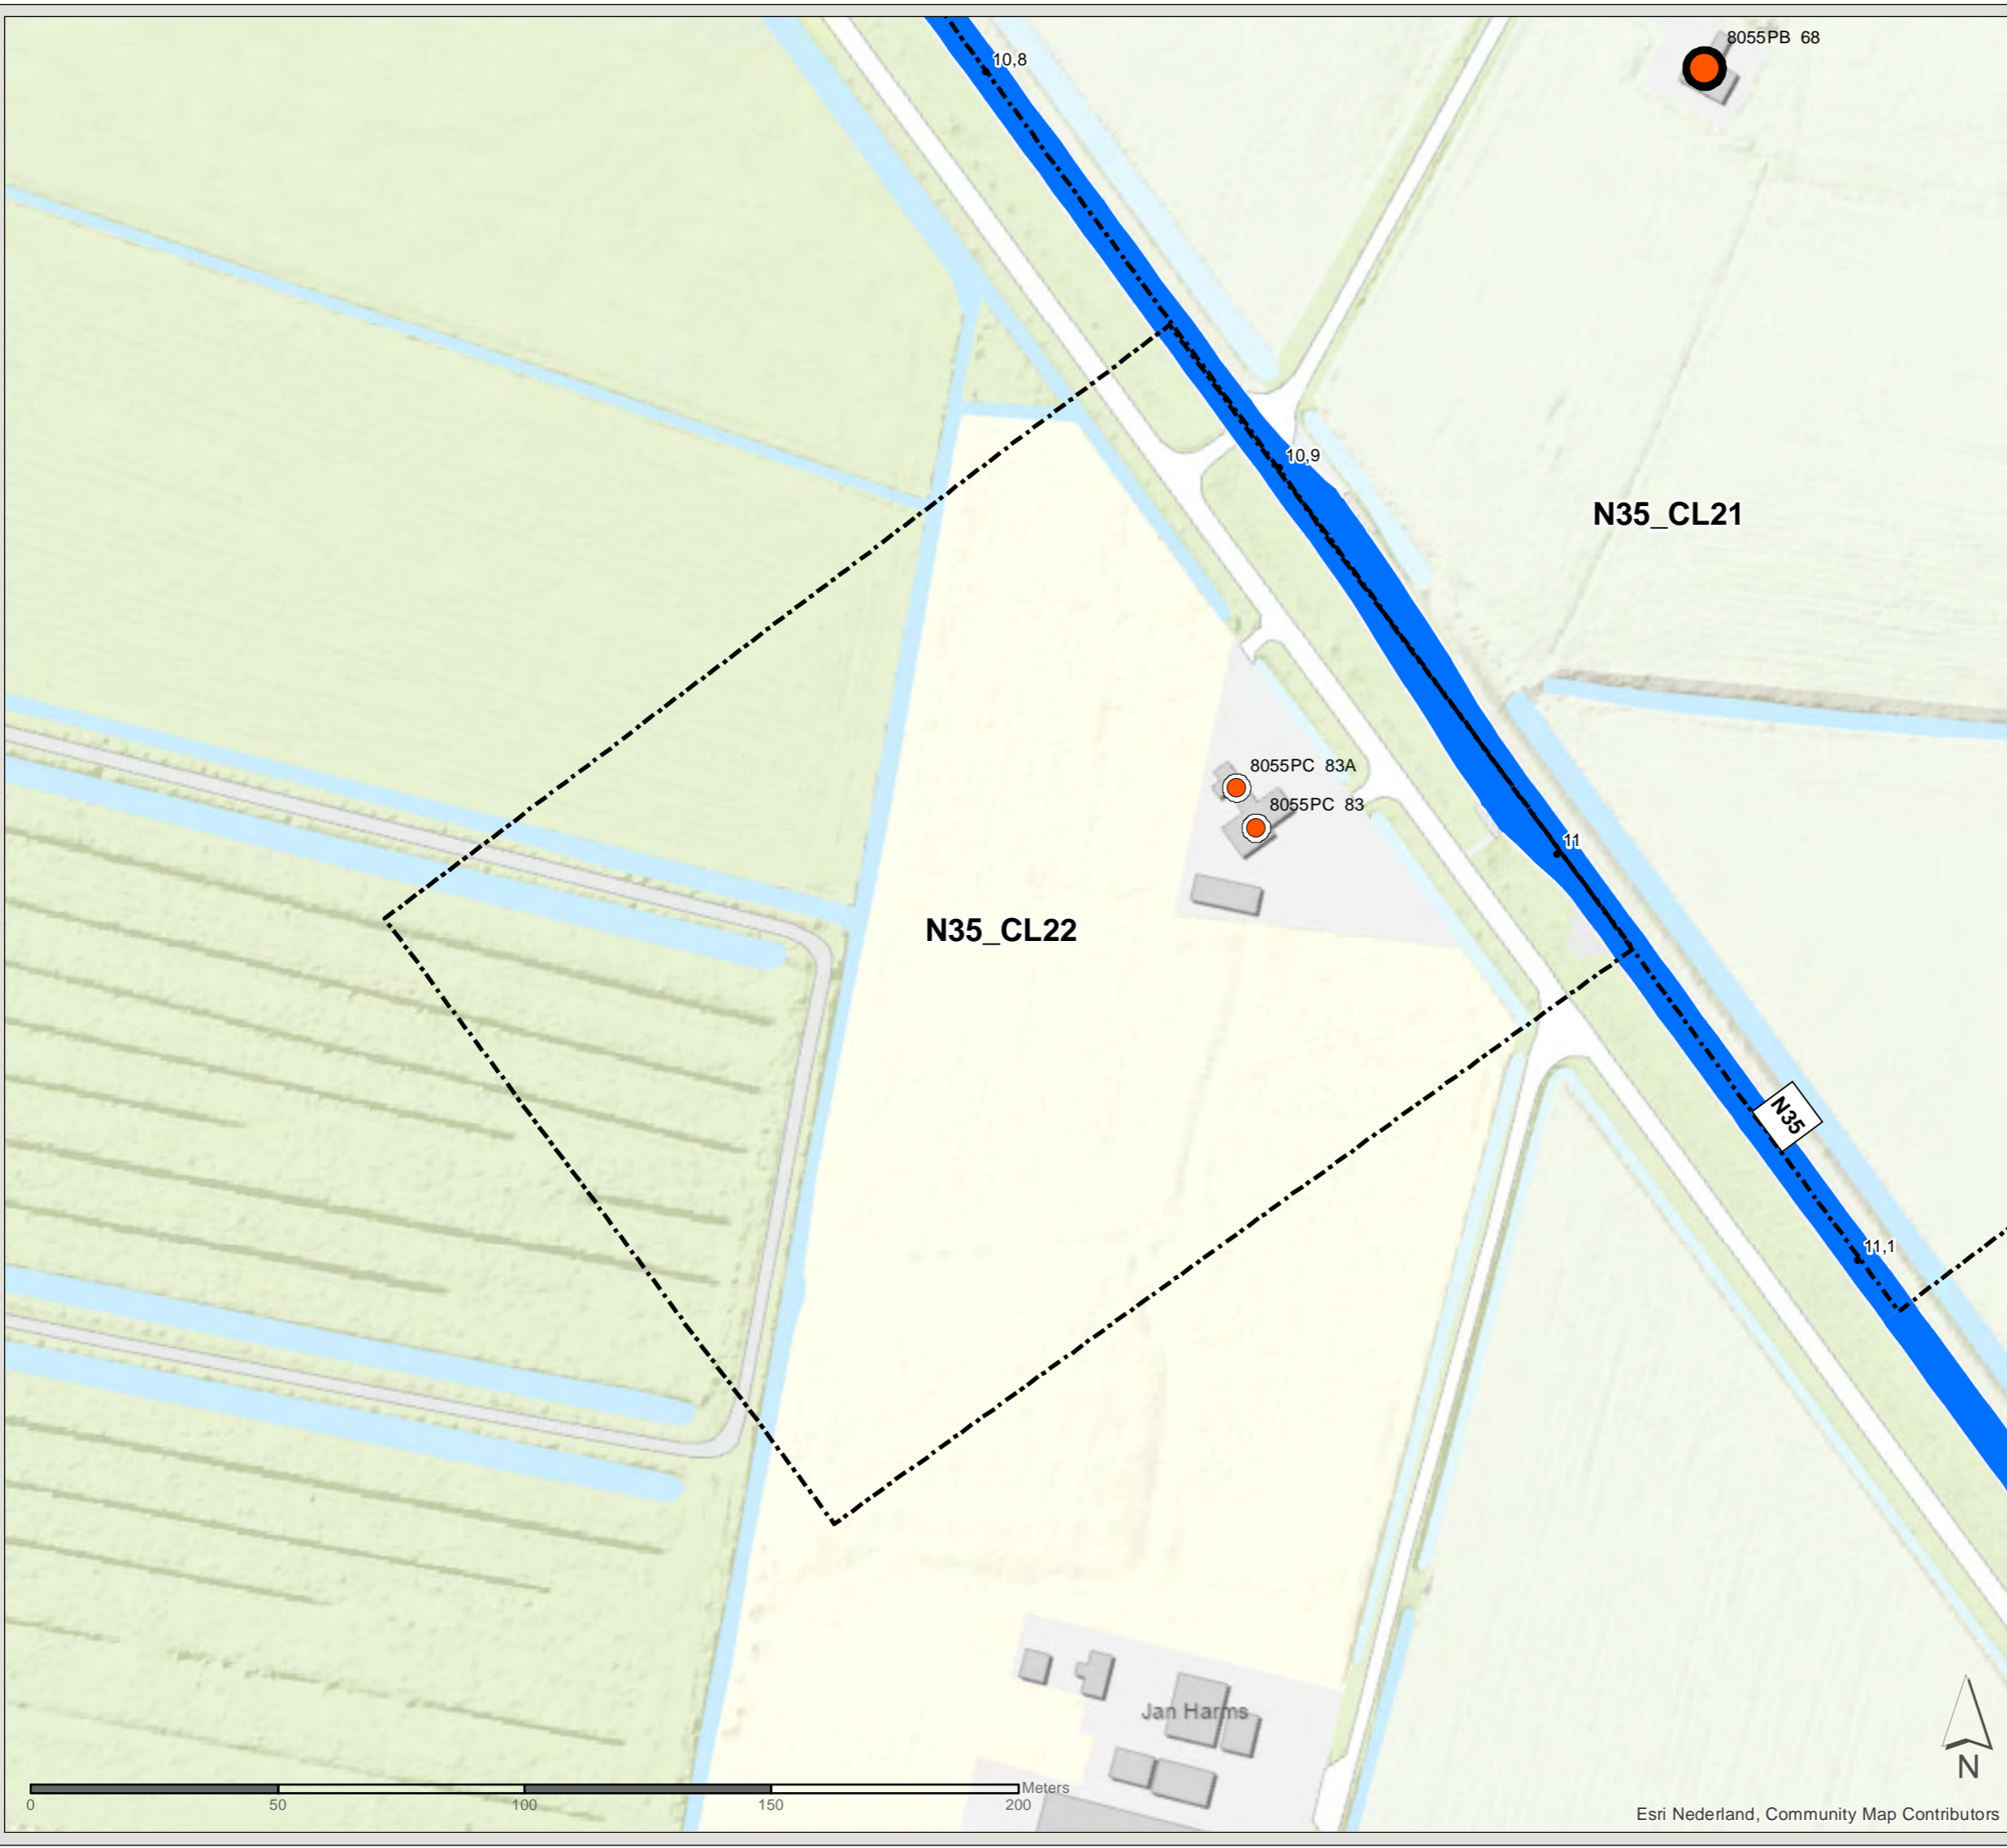 8055PB 68
10,8
10,9
N35_CL21
8055PC 83A
8055PC 83
11
N35_CL22
N35
11,1
Jan Harms
N
Meters
0 50 100 150 200
Esri Nederland, Community Map Contributors